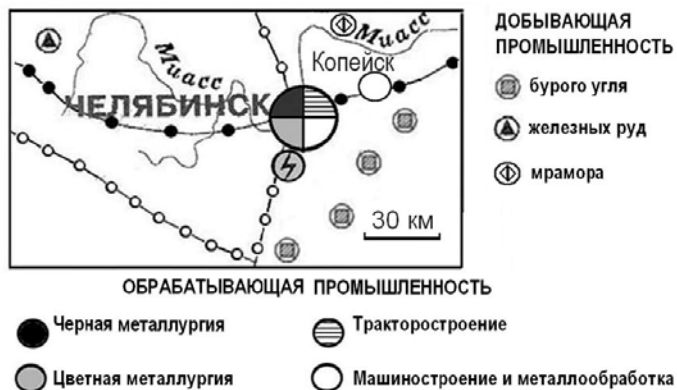 Миасс
Миасс
Копейск
ЧЕЛЯБИНСК
30 км
ДОБЫВАЮЩАЯ
ПРОМЫШЛЕННОСТЬ
бурого угля
железных руд
мрамора
ОБРАБАТЫВАЮЩАЯ ПРОМЫШЛЕННОСТЬ
Черная металлургия
Тракторостроение
Цветная металлургия
Машиностроение и металлообработка